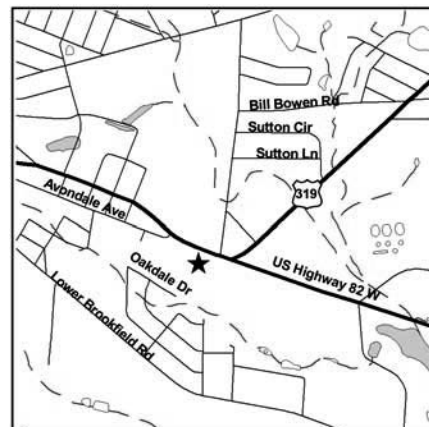 Bill Bowen Rd
Sutton Cir
Sutton Ln
319
Avondale Ave
US Highway 82 W
Oakdale Dr
Lower Brookfield Rd